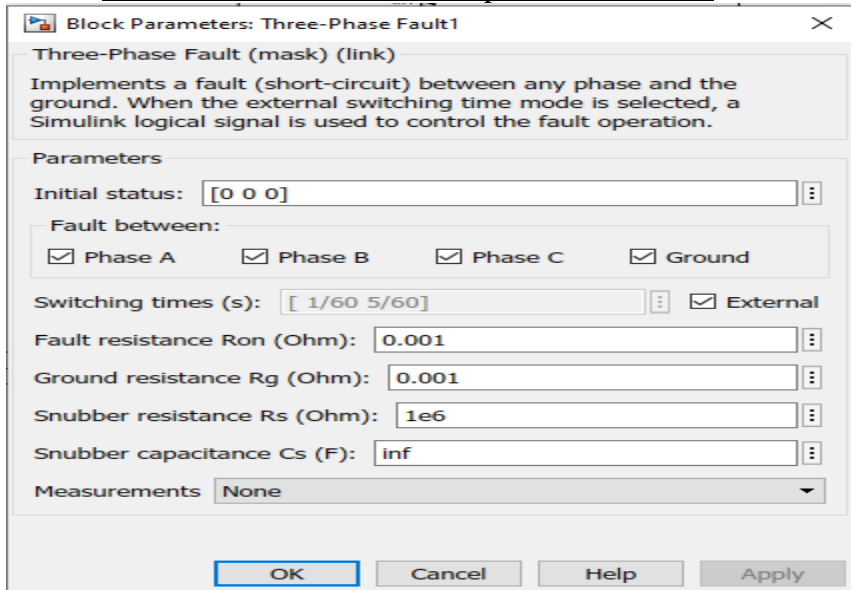 Block Parameters: Three-Phase Fault1
Three-Phase Fault (mask) (link)
Implements a fault (short-circuit) between any phase and the
ground. When the external switching time mode is selected, a
Simulink logical signal is used to control the fault operation.
Parameters
Initial status: [0 0 0]
Fault between:
Phase A Phase B Phase C Ground
Switching times (s): [ 1/60 5/60] External
Fault resistance Ron (Ohm): 0.001
Ground resistance Rg (Ohm): 0.001
Snubber resistance Rs (Ohm): 1e6
Snubber capacitance Cs (F): inf
Measurements None
OK Cancel Help Apply